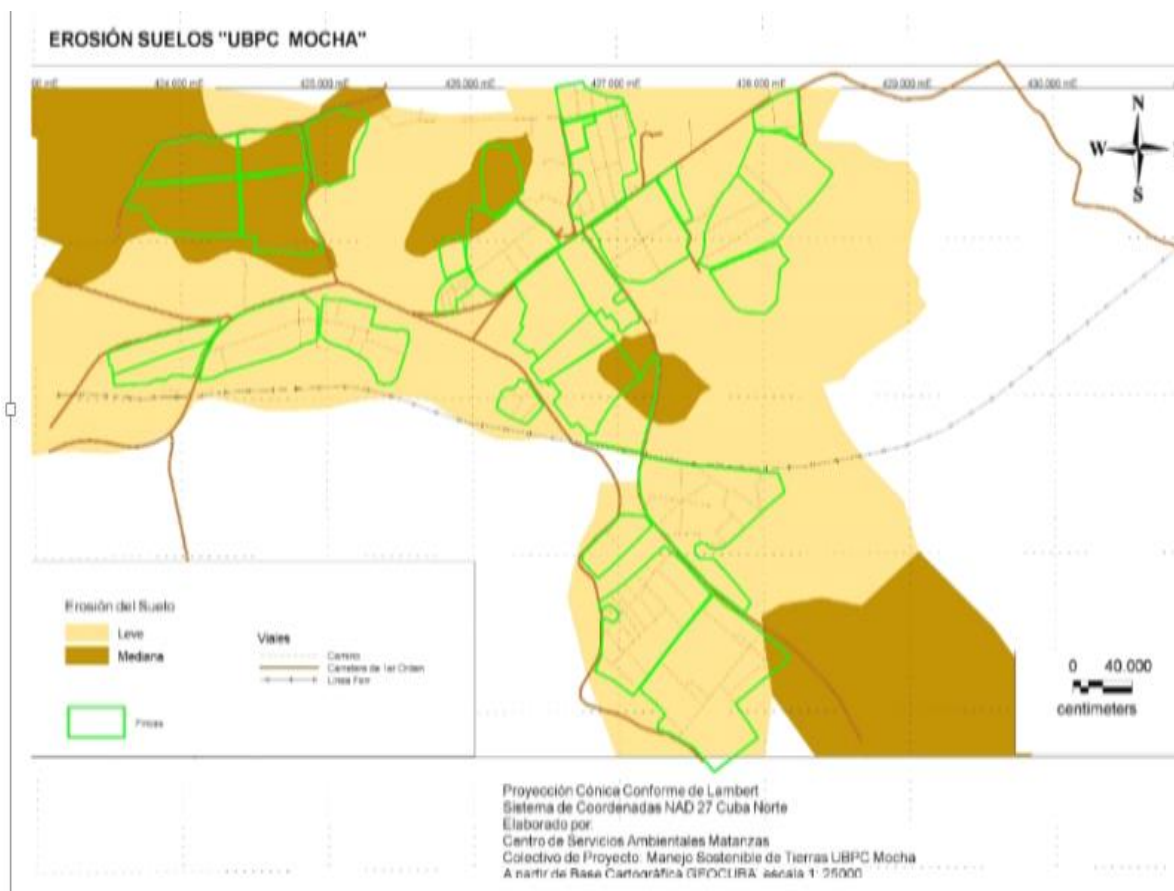 EROSIÓN SUELOS "UBPC MOCHA"
424.000 mE 425.000 mE 426.000 mE 427.000 mE 428.000 mE 429.000 mE 430.000 mE
N
W
S
Erosión del Suelo
Leve
Mediana
Viales
Camino
Carretera de 1er Orden
Linea Ferr
Fincas
0 40.000
centimeters
Proyección Cónica Conforme de Lambert
Sistema de Coordenadas NAD 27 Cuba Norte
Elaborado por:
Centro de Servicios Ambientales Matanzas
Colectivo de Proyecto: Manejo Sostenible de Tierras UBPC Mocha
A partir de Base Cartográfica GEOCUBA, escala 1: 25000